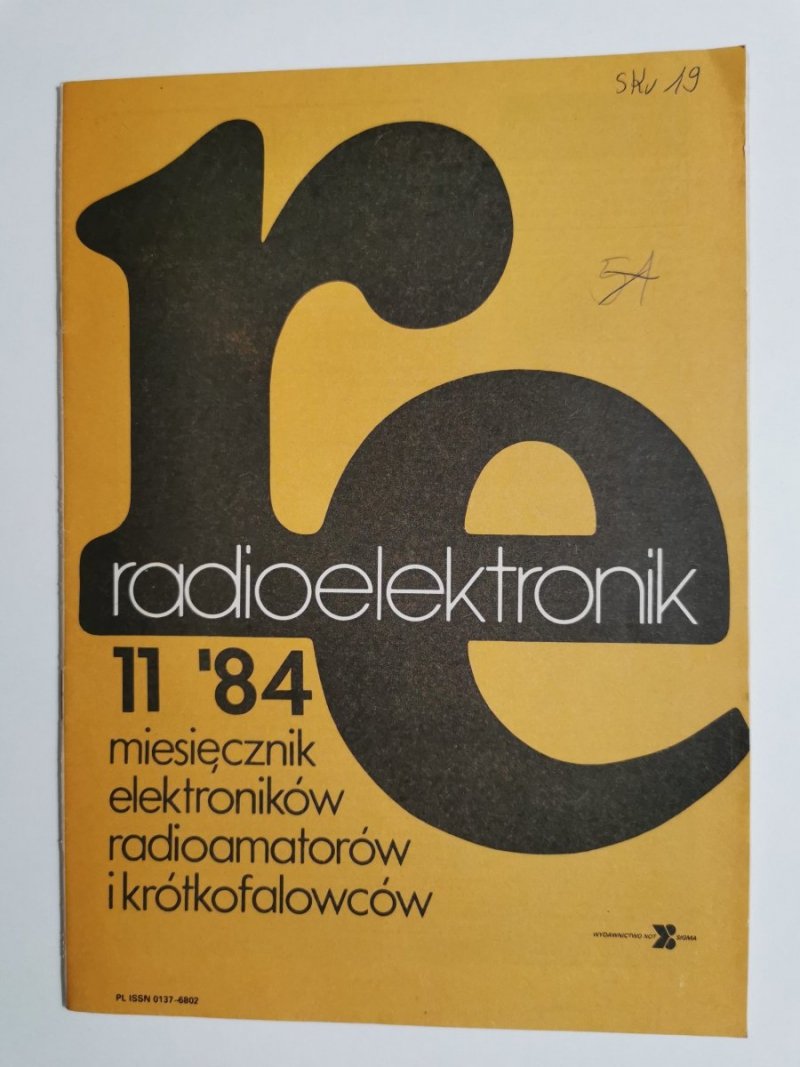 SKV 19
re
radioelektronik
11 '84
miesięcznik
elektroników
radioamatorów
i krótkofalowców
WYDAWNICTWO NOT SIGMA
PL ISSN 0137-6802